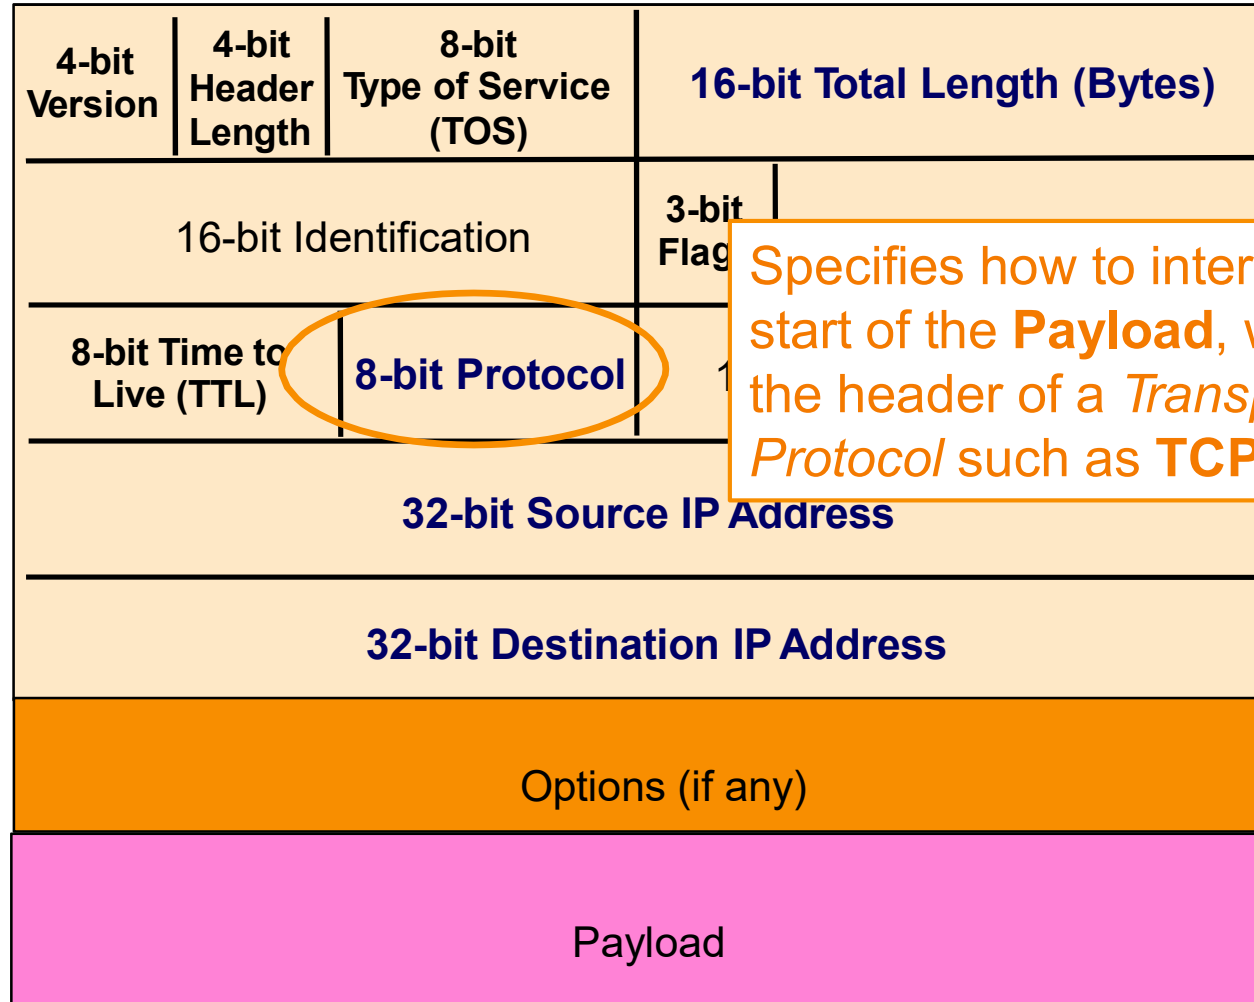 4-bit
Version
4-bit
Header
Length
8-bit
Type of Service
(TOS)
16-bit Total Length (Bytes)
16-bit Identification
3-bit
Flag
Specifies how to inter
start of the Payload,
the header of a Trans
Protocol such as TCP
8-bit Time to
Live (TTL)
8-bit Protocol
1
32-bit Source IP Address
32-bit Destination IP Address
Options (if any)
Payload